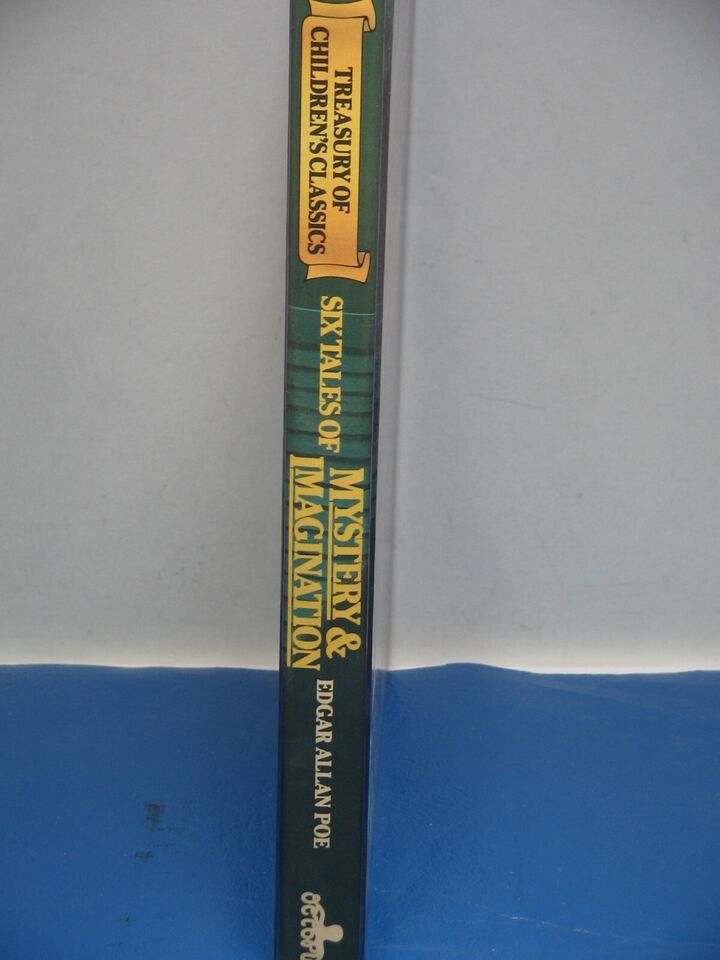 TREASURY OF
CHILDREN'S CLASSICS
SIX TALES OF
MYSTERY &
IMAGINATION
EDGAR ALLAN POE